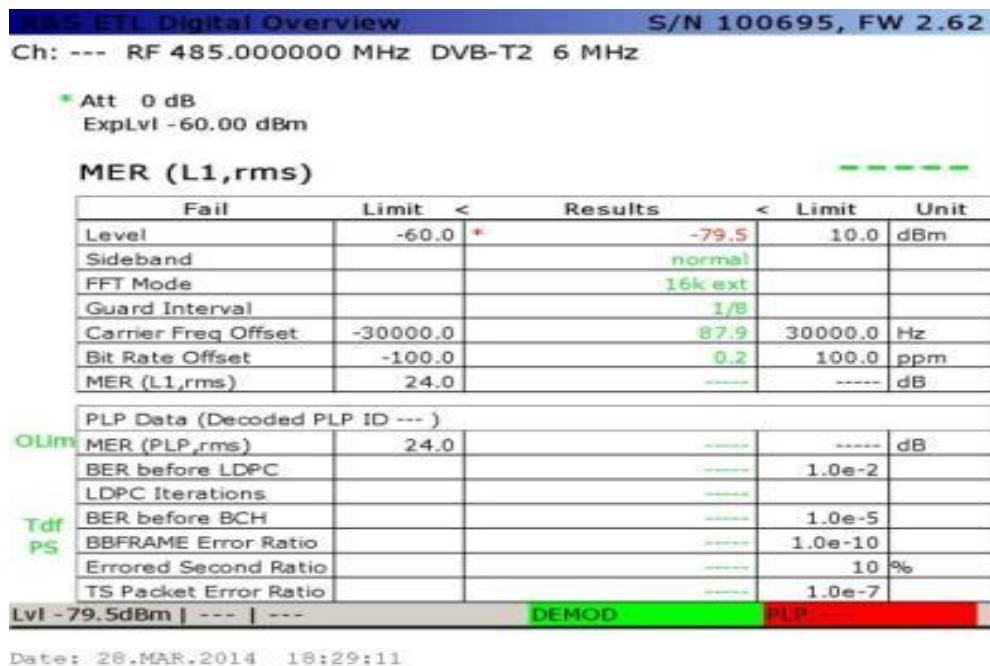 R&S ETL Digital Overview S/N 100695, FW 2.62
Ch: --- RF 485.000000 MHz DVB-T2 6 MHz
* Att 0 dB
ExpLvl -60.00 dBm
MER (L1,rms) -----
Fail Limit < Results < Limit Unit
Level -60.0 * -79.5 10.0 dBm
Sideband normal
FFT Mode 16k ext
Guard Interval 1/8
Carrier Freq Offset -30000.0 87.9 30000.0 Hz
Bit Rate Offset -100.0 0.2 100.0 ppm
MER (L1,rms) 24.0 ----- ----- dB
PLP Data (Decoded PLP ID --- )
OLim MER (PLP,rms) 24.0 ----- ----- dB
BER before LDPC ----- 1.0e-2
LDPC Iterations -----
Tdf BER before BCH ----- 1.0e-5
PS BBFRAME Error Ratio ----- 1.0e-10
Errored Second Ratio ----- 10 %
TS Packet Error Ratio ----- 1.0e-7
Lvl -79.5dBm | --- | --- DEMOD PLP:---
Date: 28.MAR.2014 18:29:11